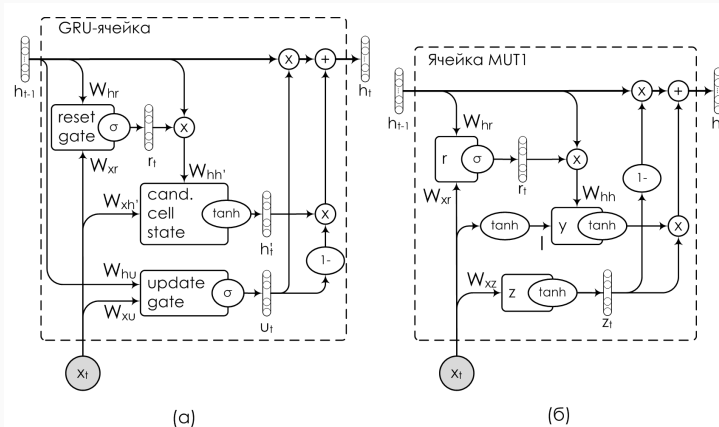 GRU-ячейка
h_t-1
W_hr
reset
gate
σ
r_t
x
x
+
h_t
W_xr
W_hh'
W_xh'
cand.
cell
state
tanh
h'_t
x
1-
W_hu
W_xu
update
gate
σ
u_t
x_t
(а)
Ячейка MUT1
h_t-1
W_hr
r
σ
r_t
x
x
+
h
W_xr
1-
W_hh
tanh
I
y
tanh
x
W_xz
z
tanh
z_t
x_t
(б)